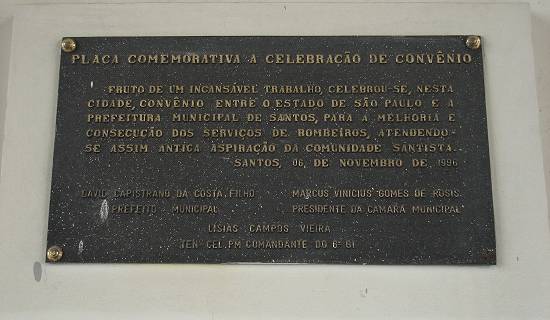 PLACA COMEMORATIVA A CELEBRAÇÃO DE CONVÊNIO
FRUTO DE UM INCANSÁVEL TRABALHO, CELEBROU-SE, NESTA
CIDADE, CONVÊNIO ENTRE O ESTADO DE SÃO PAULO E A
PREFEITURA MUNICIPAL DE SANTOS, PARA A MELHORIA E
CONSECUÇÃO DOS SERVIÇOS DE BOMBEIROS, ATENDENDO-
SE ASSIM ANTIGA ASPIRAÇÃO DA COMUNIDADE SANTISTA.
SANTOS, 06, DE NOVEMBRO DE, 1996
DAVID CAPISTRANO DA COSTA, FILHO
PREFEITO MUNICIPAL
MARCUS VINICIUS GOMES DE ROSIS
PRESIDENTE DA CAMARA MUNICIPAL
LISIAS CAMPOS VIEIRA
TEN-CEL.PM COMANDANTE DO 6º GI